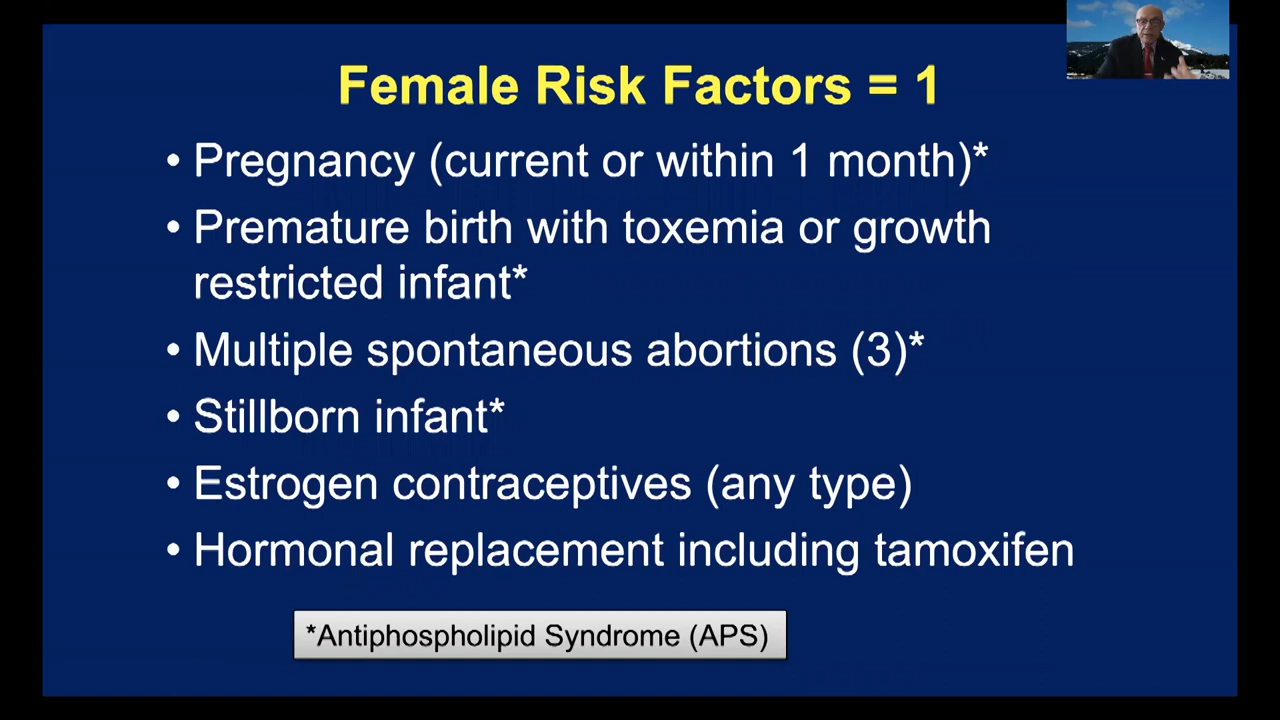 Female Risk Factors = 1
• Pregnancy (current or within 1 month)*
• Premature birth with toxemia or growth
restricted infant*
• Multiple spontaneous abortions (3)*
• Stillborn infant*
• Estrogen contraceptives (any type)
• Hormonal replacement including tamoxifen
*Antiphospholipid Syndrome (APS)